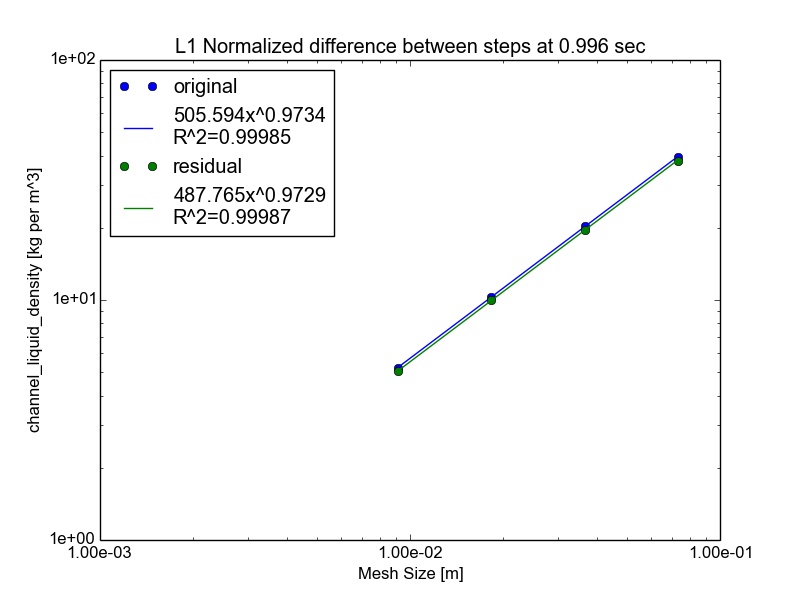 L1 Normalized difference between steps at 0.996 sec
1e+02
original
505.594x^0.9734
R^2=0.99985
residual
487.765x^0.9729
R^2=0.99987
channel_liquid_density [kg per m^3]
1e+01
1e+00
1.00e-03
1.00e-02
1.00e-01
Mesh Size [m]